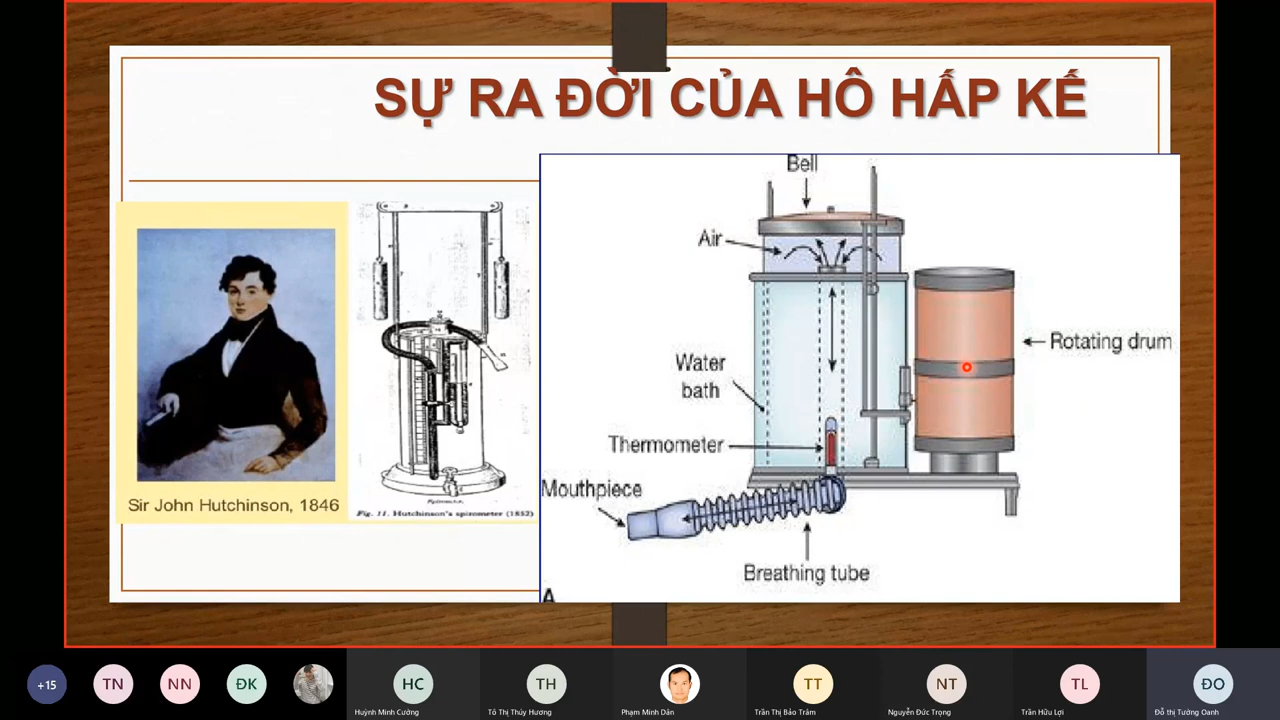 SỰ RA ĐỜI CỦA HÔ HẤP KẾ
Bell
Air
Rotating drum
Water
bath
Thermometer
Mouthpiece
Breathing tube
A
Sir John Hutchinson, 1846
Spirometer.
Fig. 11. Hutchinson's spirometer (1852)
+15
TN
NN
ĐK
HC
Huỳnh Minh Cường
TH
Tô Thị Thúy Hương
Phạm Minh Dân
TT
Trần Thị Bảo Trâm
NT
Nguyễn Đức Trọng
TL
Trần Hữu Lợi
ĐO
Đỗ thị Tường Oanh